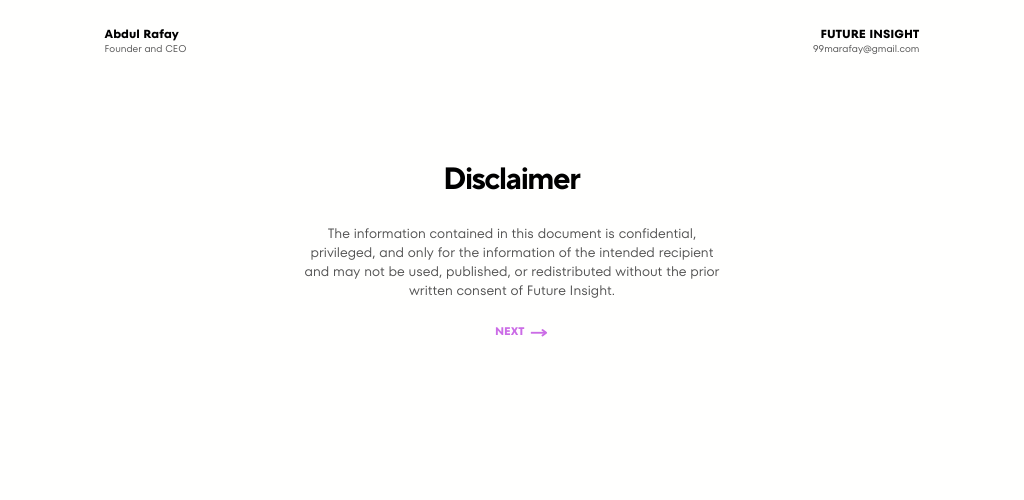 Abdul Rafay
Founder and CEO
FUTURE INSIGHT
99marafay@gmail.com
Disclaimer
The information contained in this document is confidential,
privileged, and only for the information of the intended recipient
and may not be used, published, or redistributed without the prior
written consent of Future Insight.
NEXT →